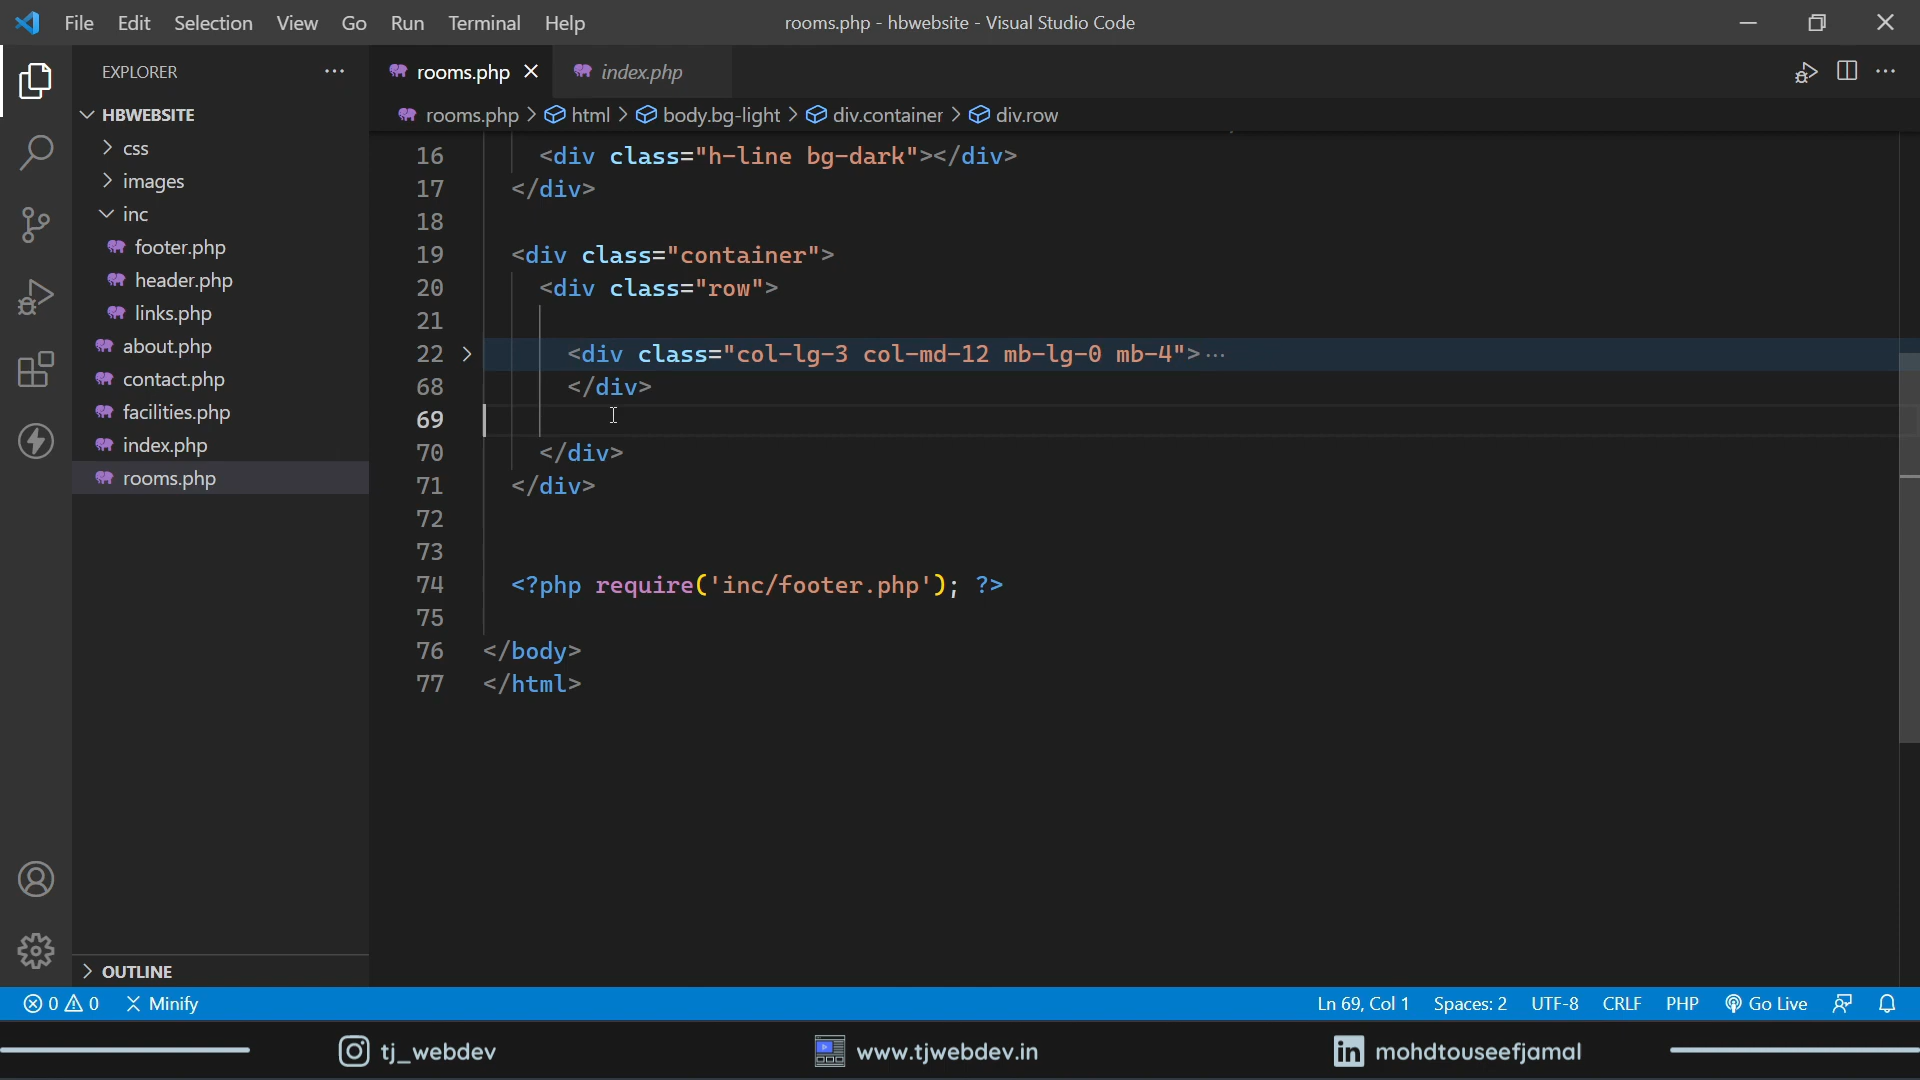 File Edit Selection View Go Run Terminal Help
rooms.php - hbwebsite - Visual Studio Code
EXPLORER
HBWEBSITE
css
images
inc
footer.php
header.php
links.php
about.php
contact.php
facilities.php
index.php
rooms.php
OUTLINE
rooms.php
index.php
rooms.php > html > body.bg-light > div.container > div.row
16 <div class="h-line bg-dark"></div>
17 </div>
18
19 <div class="container">
20 <div class="row">
21
22 <div class="col-lg-3 col-md-12 mb-lg-0 mb-4">···
68 </div>
69
70 </div>
71 </div>
72
73
74 <?php require('inc/footer.php'); ?>
75
76 </body>
77 </html>
0 0 Minify
Ln 69, Col 1 Spaces: 2 UTF-8 CRLF PHP Go Live
tj_webdev
www.tjwebdev.in
in mohdtouseefjamal